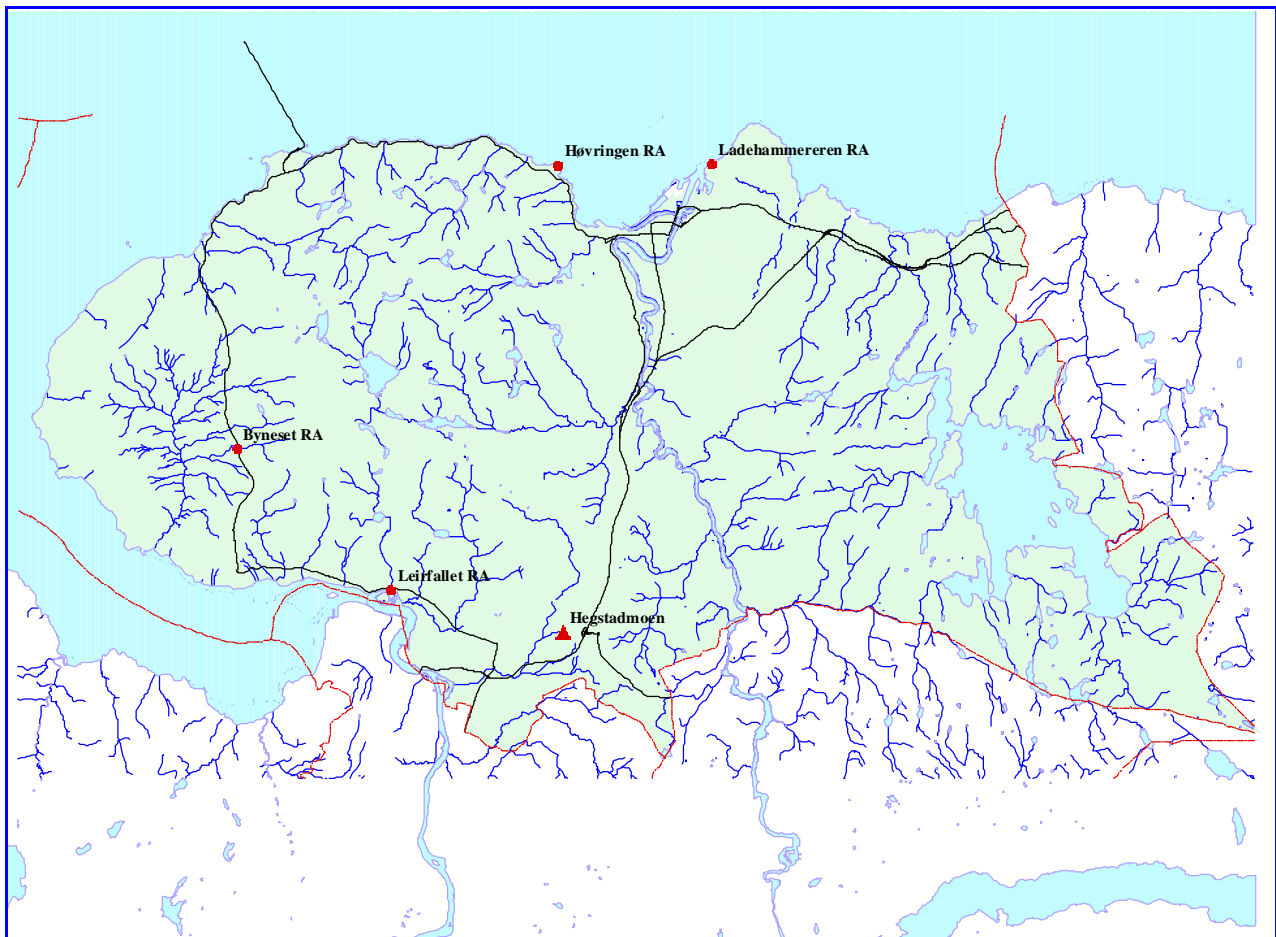 Høvringen RA
Ladehammereren RA
Byneset RA
Leirfallet RA
Hegstadmoen